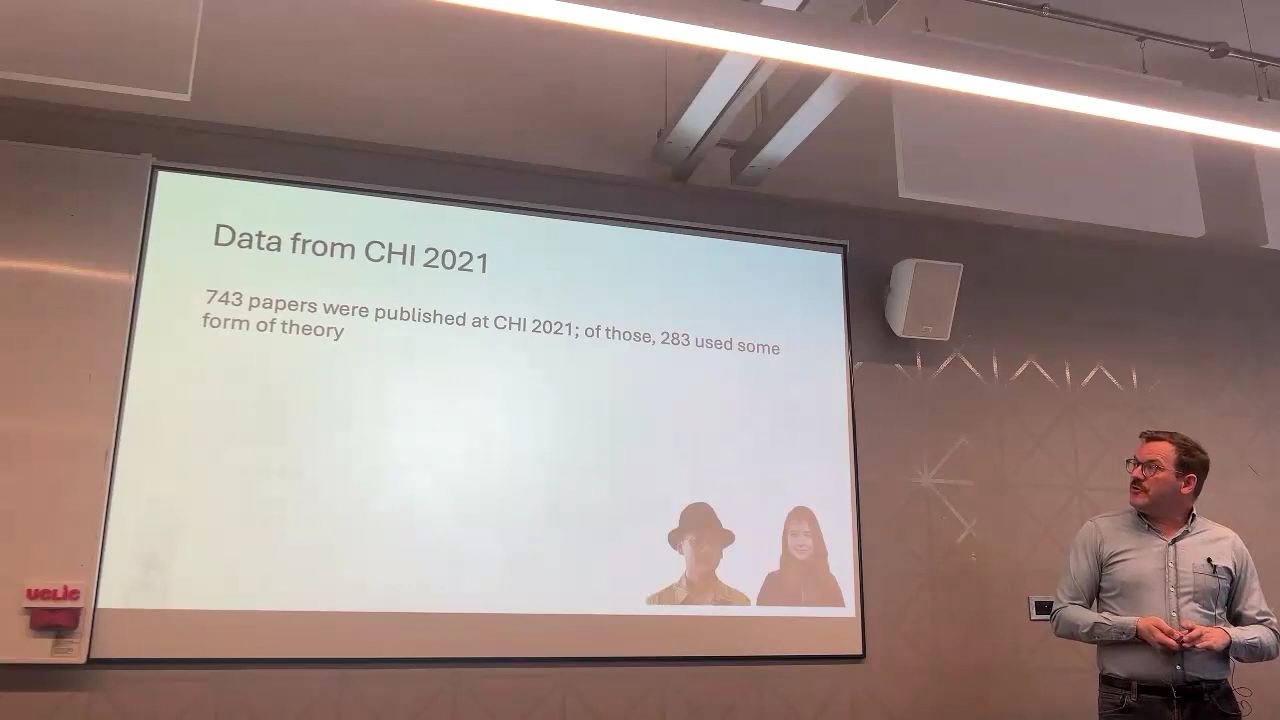 Data from CHI 2021
743 papers were published at CHI 2021; of those, 283 used some
form of theory
uclic